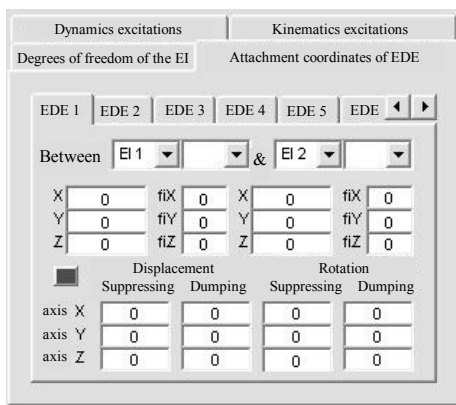 Dynamics excitations Kinematics excitations
Degrees of freedom of the EI Attachment coordinates of EDE
EDE 1 EDE 2 EDE 3 EDE 4 EDE 5 EDE
Between EI 1 & EI 2
X 0 fiX 0 X 0 fiX 0
Y 0 fiY 0 Y 0 fiY 0
Z 0 fiZ 0 Z 0 fiZ 0
Displacement Rotation
Suppressing Dumping Suppressing Dumping
axis X 0 0 0 0
axis Y 0 0 0 0
axis Z 0 0 0 0